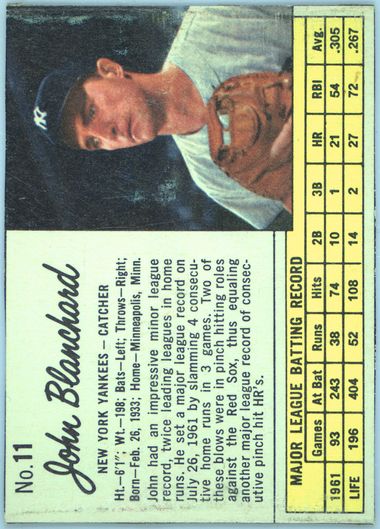 No. 11
John Blanchard
NEW YORK YANKEES — CATCHER
Ht.—6'1"; Wt.—198; Bats—Left; Throws—Right;
Born—Feb. 26, 1933; Home—Minneapolis, Minn.
John had an impressive minor league
record, twice leading leagues in home
runs. He set a major league record on
July 26, 1961 by slamming 4 consecu-
tive home runs in 3 games. Two of
these blows were in pinch hitting roles
against the Red Sox, thus equaling
another major league record of consec-
utive pinch hit HR's.
NY
MAJOR LEAGUE BATTING RECORD
Games At Bat Runs Hits 2B 3B HR RBI Avg.
1961 93 243 38 74 10 1 21 54 .305
LIFE 196 404 52 108 14 2 27 72 .267